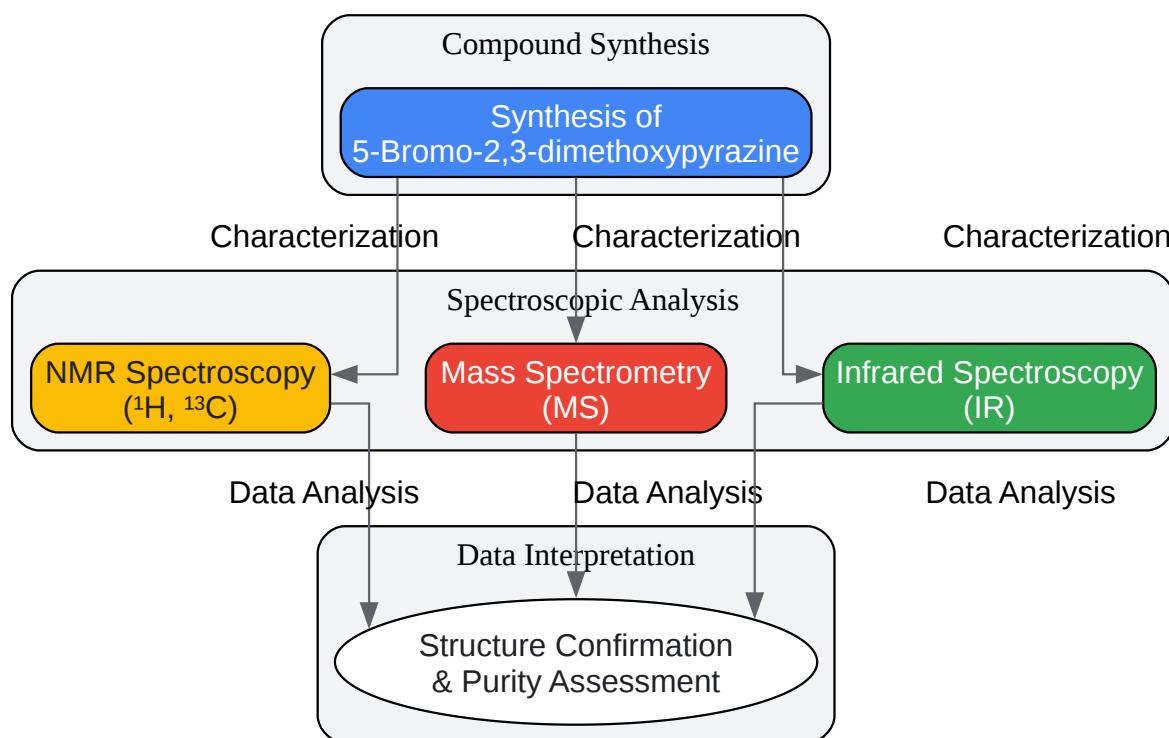 Compound Synthesis
Synthesis of
5-Bromo-2,3-dimethoxypyrazine
Characterization
Characterization
Characterization
Spectroscopic Analysis
NMR Spectroscopy
(¹H, ¹³C)
Mass Spectrometry
(MS)
Infrared Spectroscopy
(IR)
Data Analysis
Data Analysis
Data Analysis
Data Interpretation
Structure Confirmation
& Purity Assessment